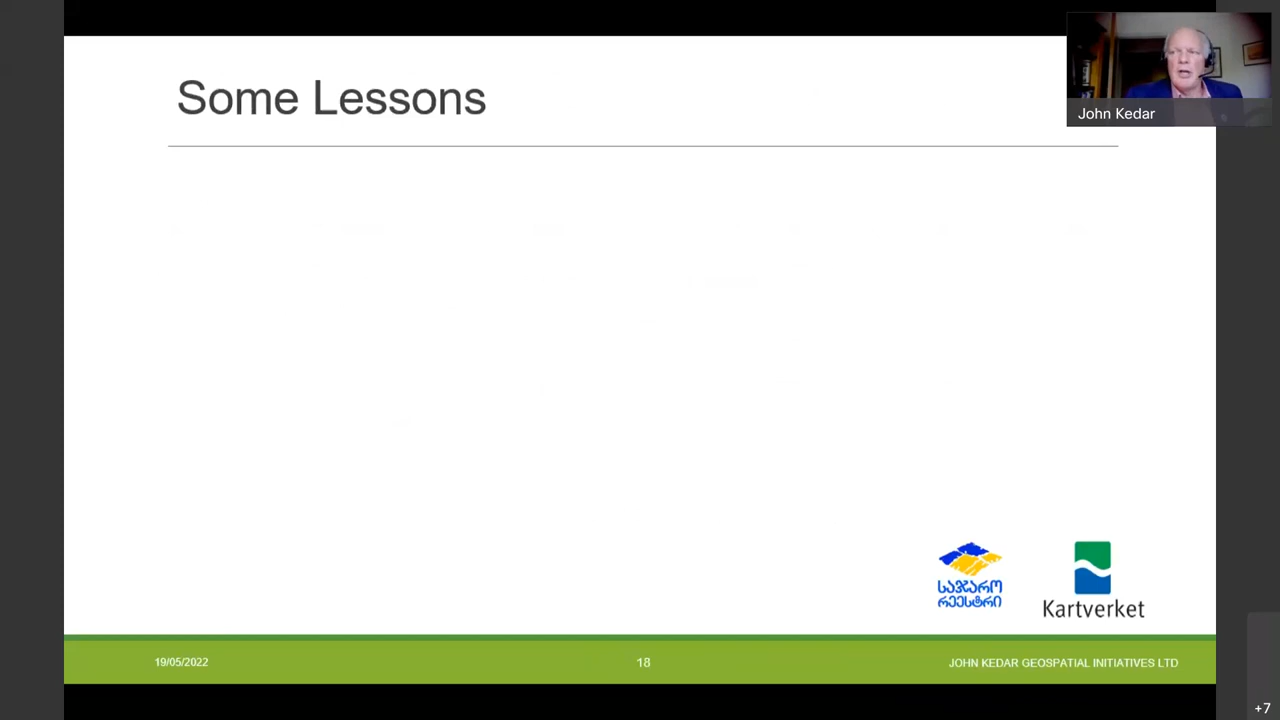 Some Lessons
John Kedar
საჯარო
რეესტრი
Kartverket
19/05/2022
18
JOHN KEDAR GEOSPATIAL INITIATIVES LTD
+7